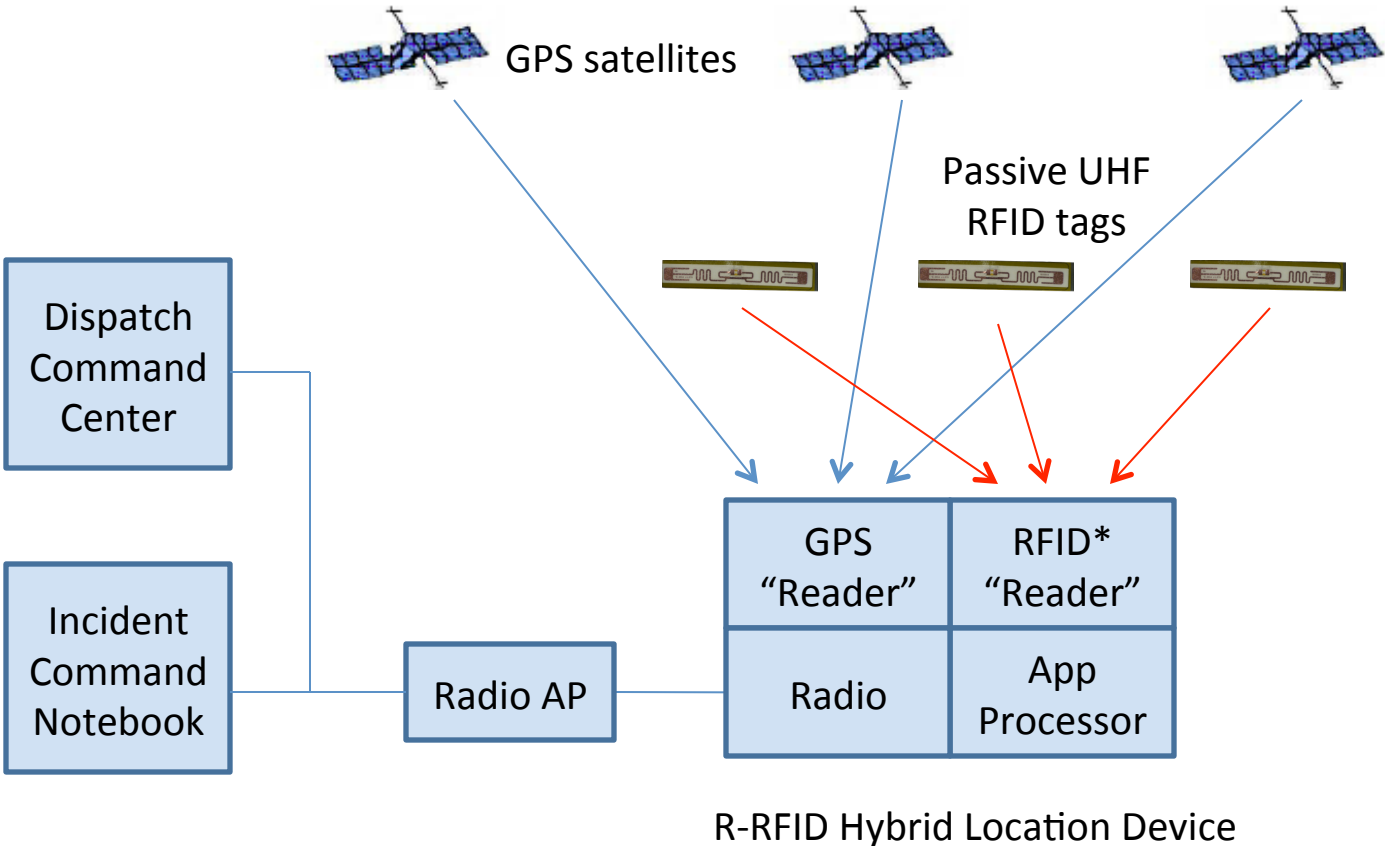 GPS satellites
Passive UHF
RFID tags
Dispatch
Command
Center
Incident
Command
Notebook
Radio AP
GPS
“Reader”
RFID*
“Reader”
Radio
App
Processor
R-RFID Hybrid Location Device